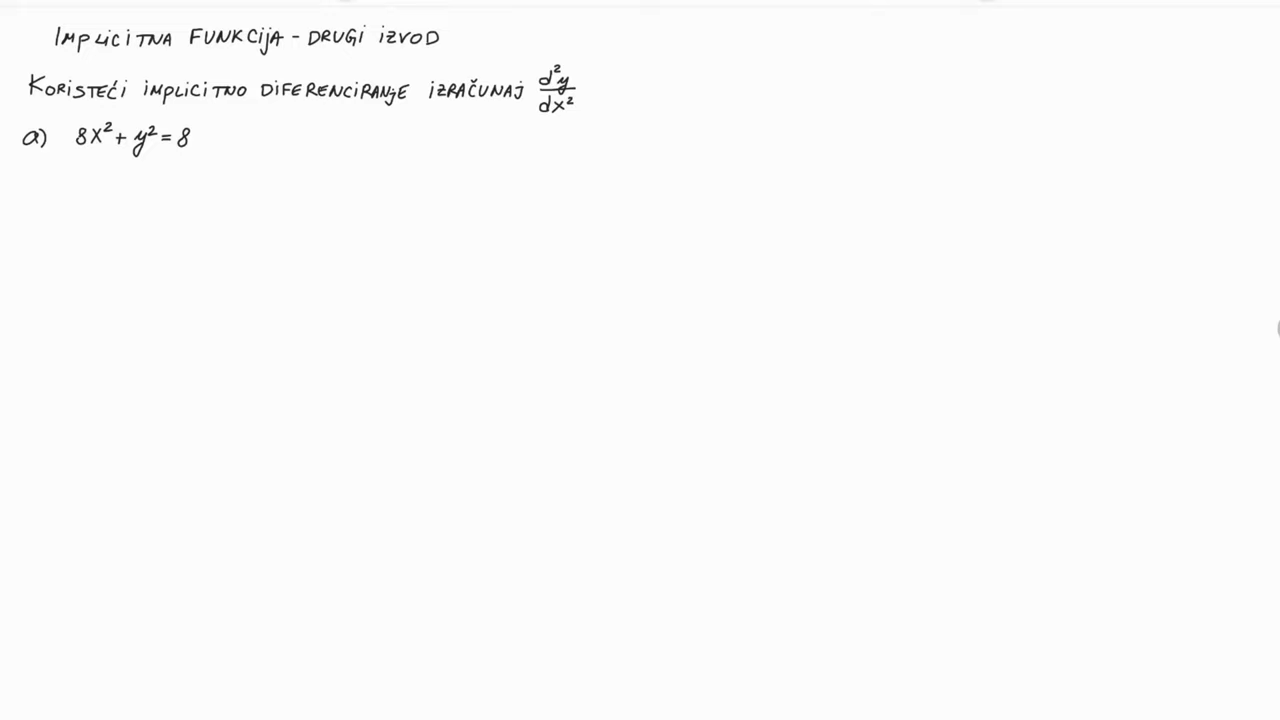 IMPLICITNA FUNKCIJA - DRUGI IZVOD
KORISTEĆI IMPLICITNO DIFERENCIRANJE IZRAČUNAJ d²y/dx²
a) 8x² + y² = 8